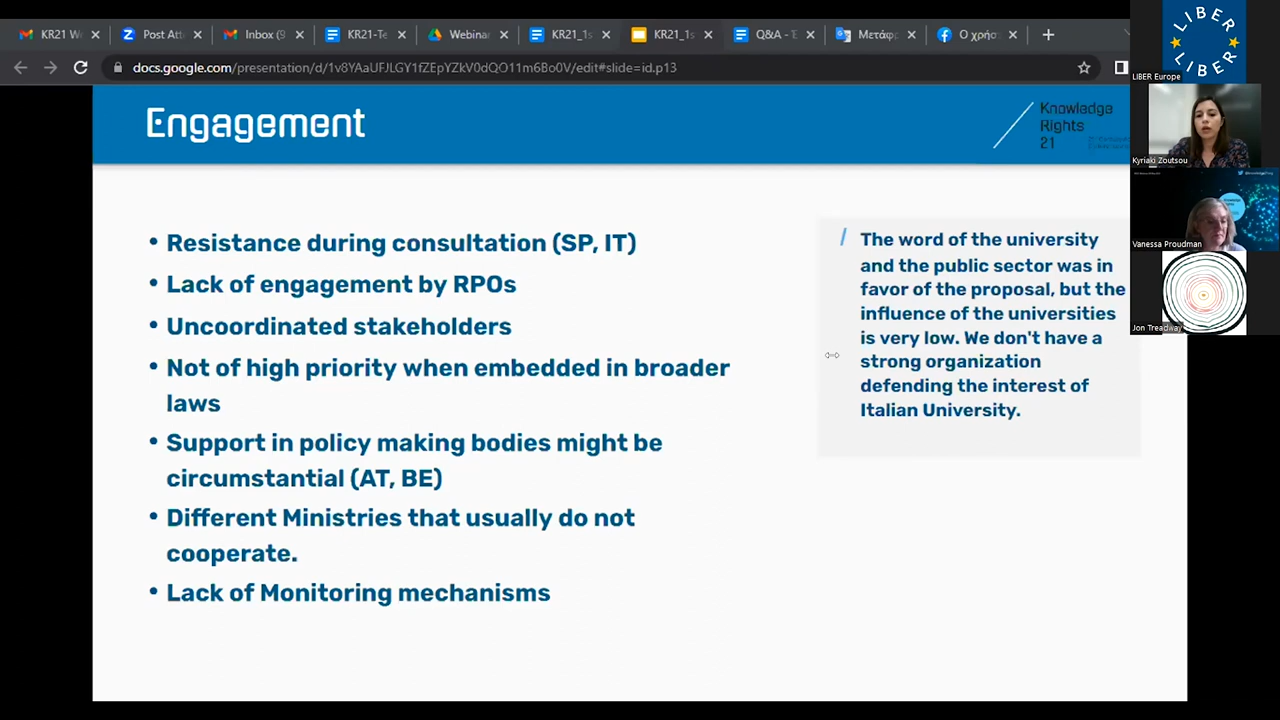 KR21 W
Post Att
Inbox (9
KR21-Te
Webinar
KR21_1s
KR21_1s
Q&A - E
Μετάφρ
Ο χρήστ
docs.google.com/presentation/d/
/edit#slide=id.p13
Engagement
Knowledge
Rights
21
• Resistance during consultation (SP, IT)
• Lack of engagement by RPOs
• Uncoordinated stakeholders
• Not of high priority when embedded in broader
laws
• Support in policy making bodies might be
circumstantial (AT, BE)
• Different Ministries that usually do not
cooperate.
• Lack of Monitoring mechanisms
The word of the university
and the public sector was in
favor of the proposal, but the
influence of the universities
is very low. We don't have a
strong organization
defending the interest of
Italian University.
LIBER
LIBER
LIBER Europe
Kyriaki Zoutsou
Vanessa Proudman
Jon Treadway